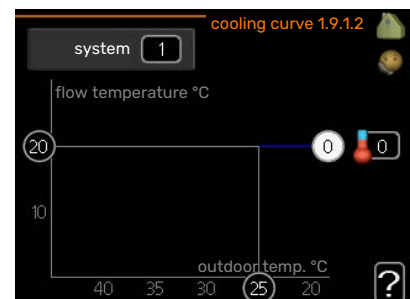 cooling curve 1.9.1.2
system 1
flow temperature °C
20
0
0
10
outdoor temp. °C
40 35 30 25 20
?